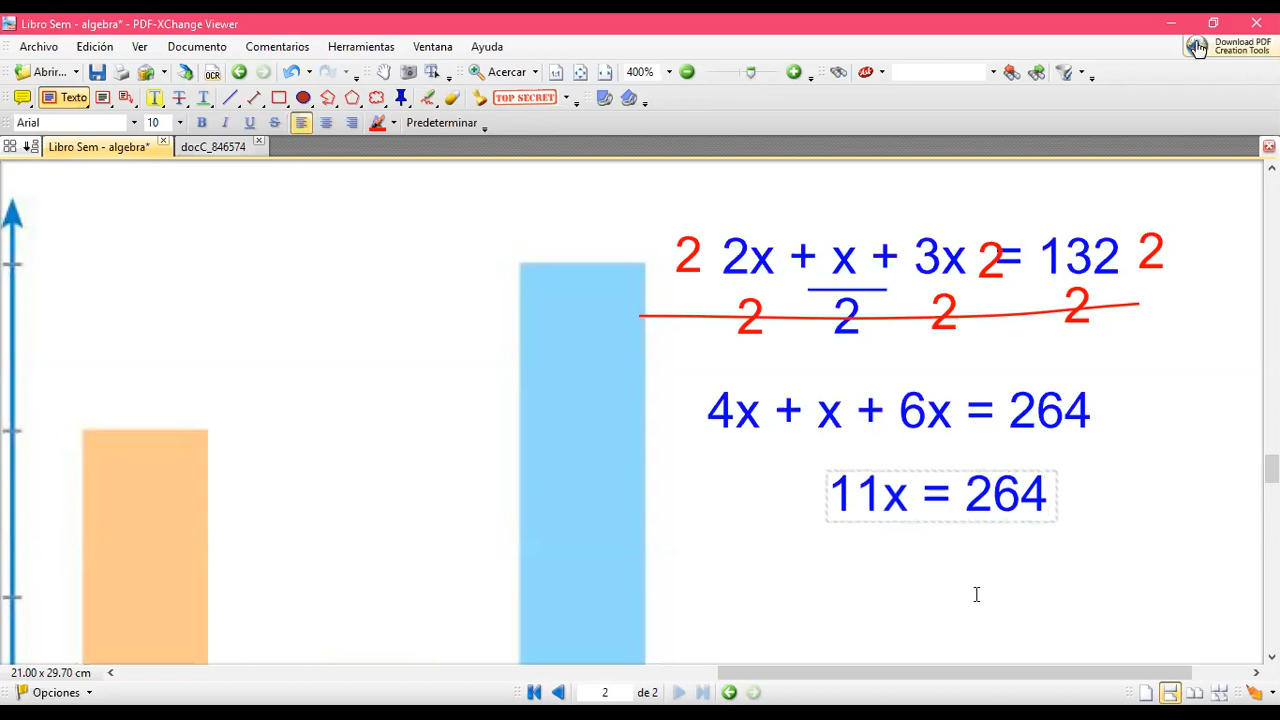 Libro Sem - algebra* - PDF-XChange Viewer
Archivo Edición Ver Documento Comentarios Herramientas Ventana Ayuda
Download PDF
Creation Tools
Abrir... OCR Acercar 400%
Texto TOP SECRET
Arial 10 B I U S Predeterminar
Libro Sem - algebra* docC_846574
2 2x + x + 3x 2 = 132 2
2 2 2 2
4x + x + 6x = 264
11x = 264
21.00 x 29.70 cm
Opciones 2 de 2